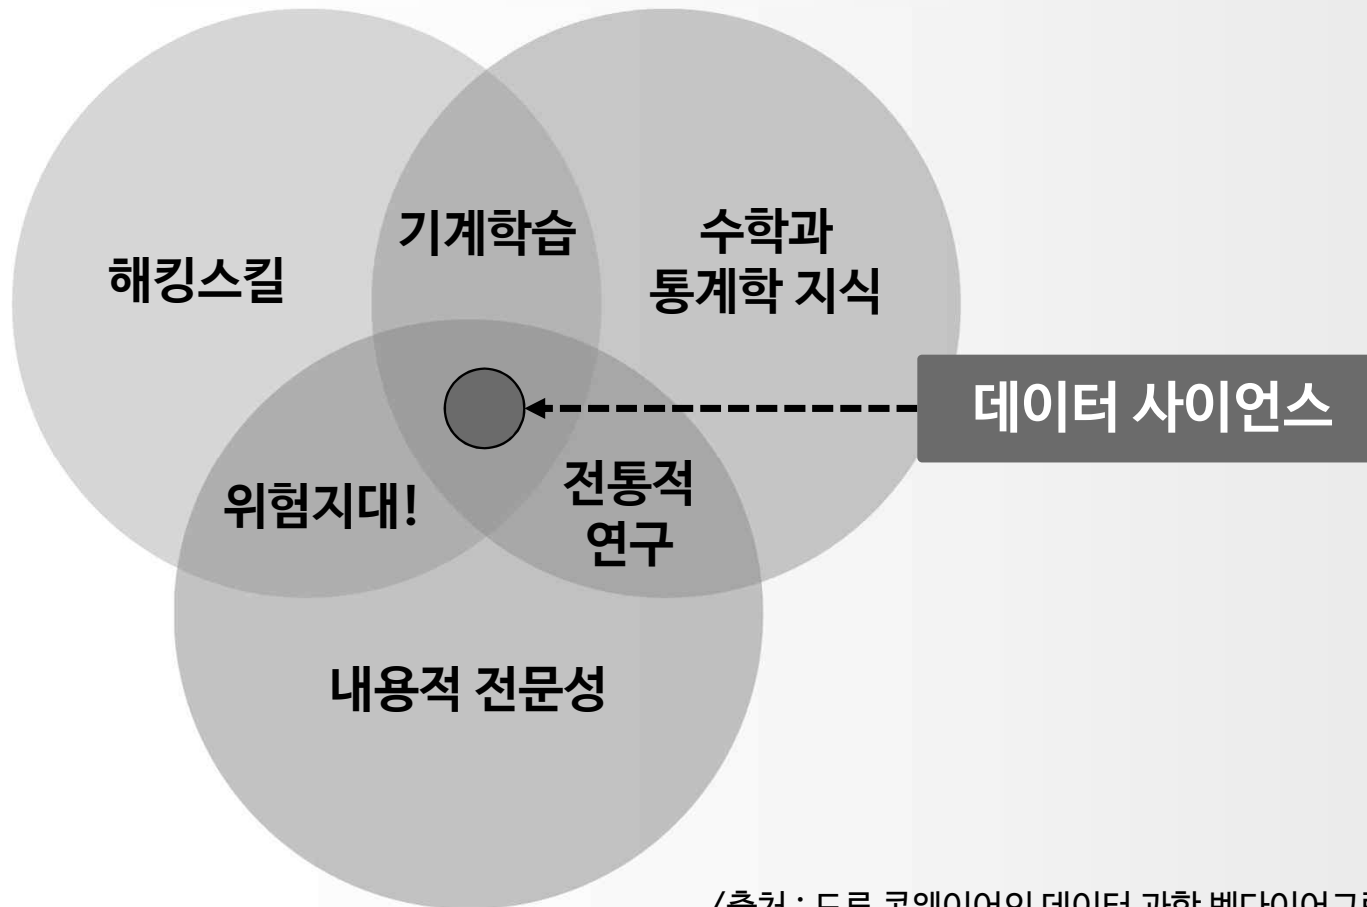 기계학습
수학과
통계학 지식
해킹스킬
데이터 사이언스
위험지대!
전통적
연구
내용적 전문성